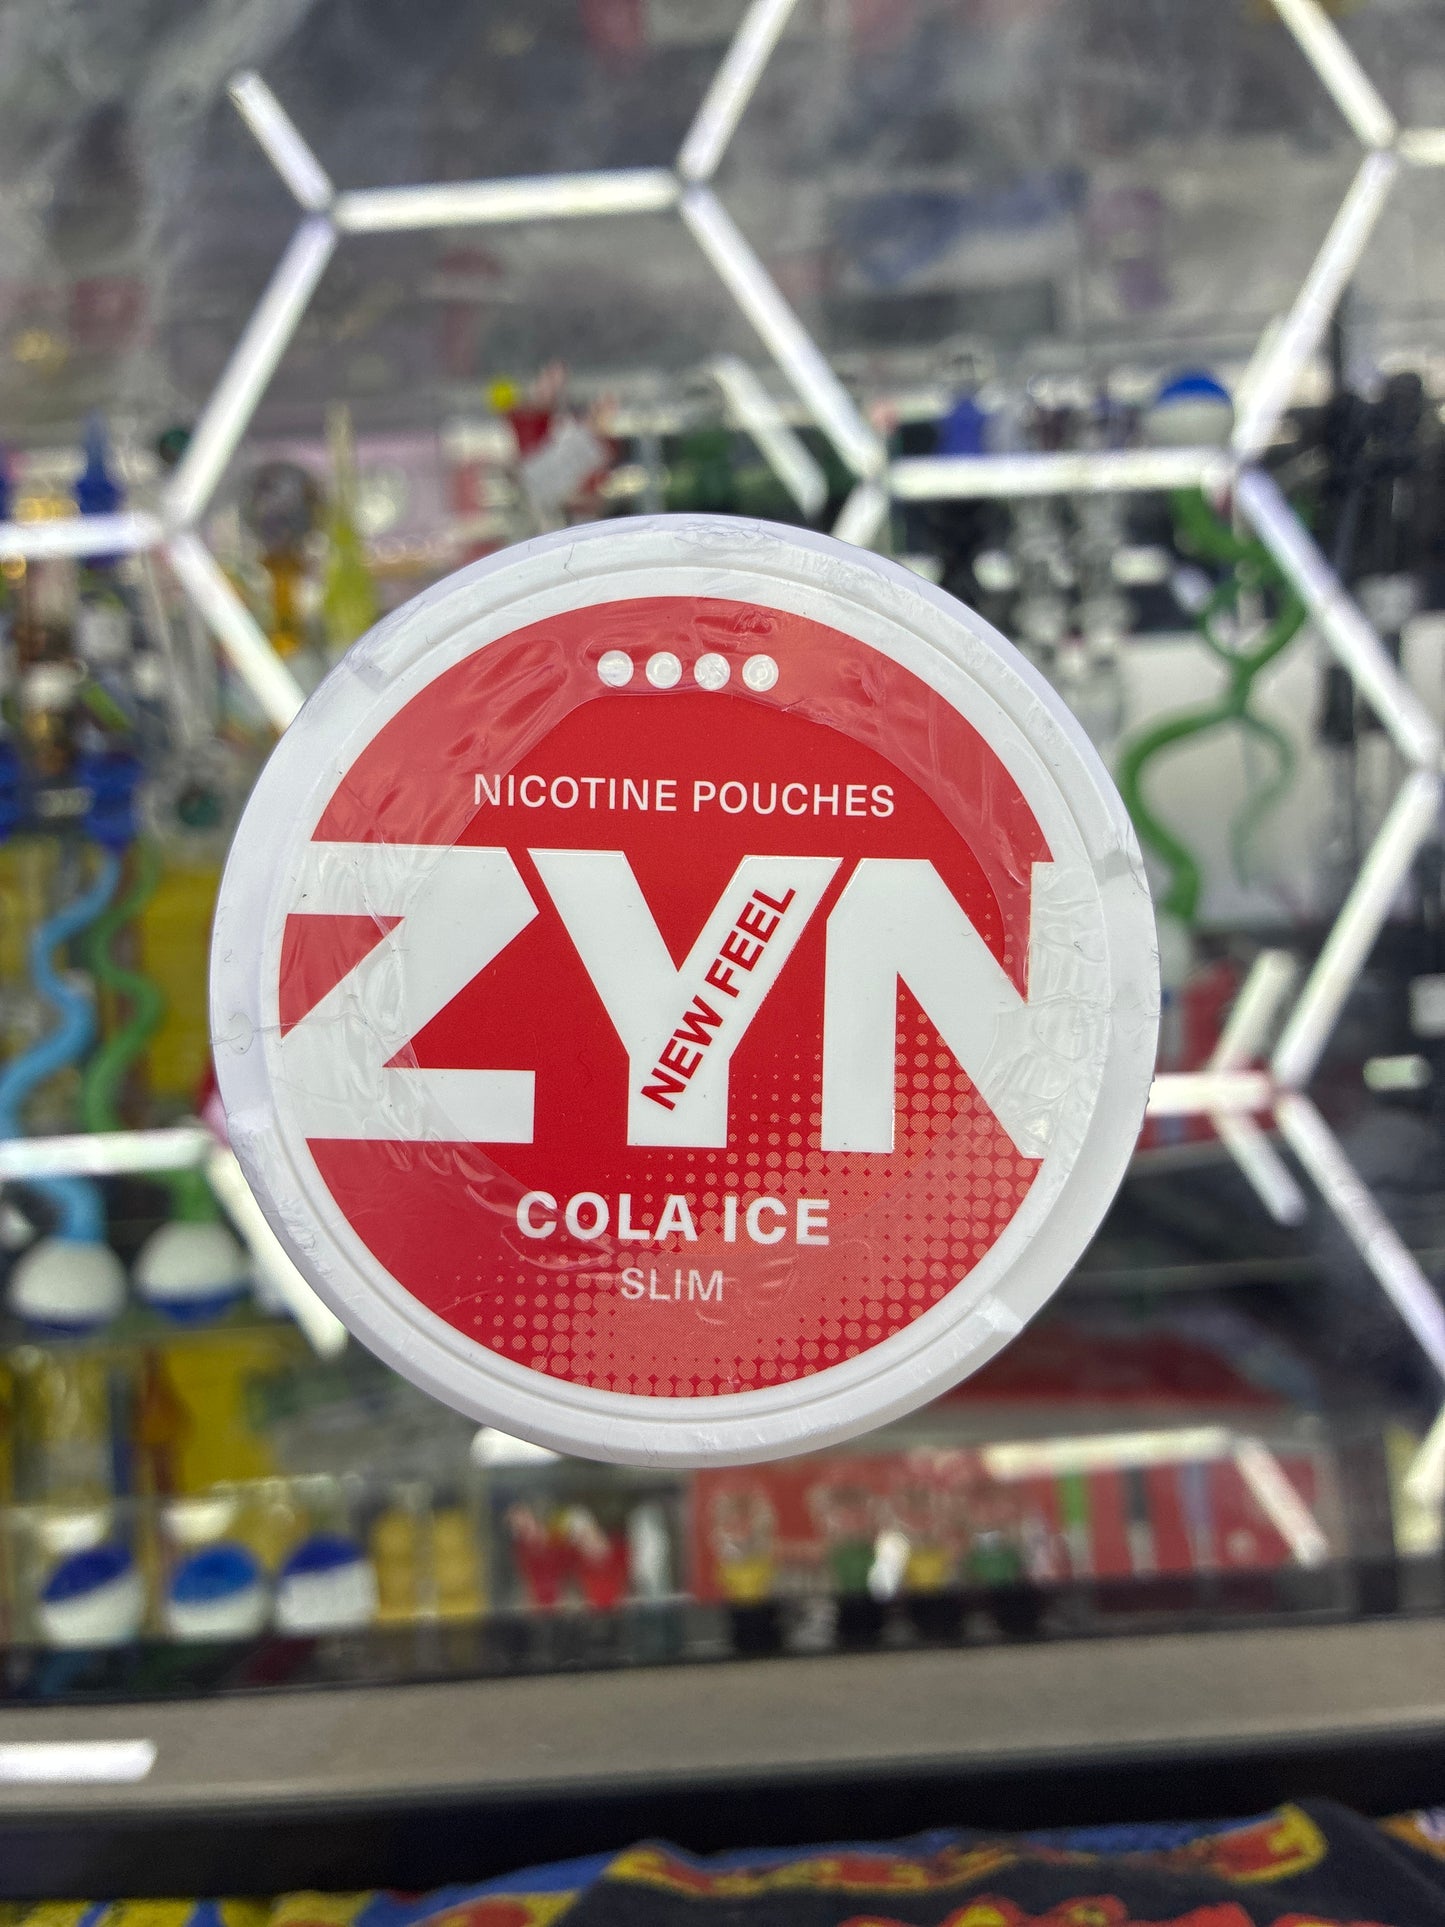 NICOTINE POUCHES
ZYN
NEW FEEL
COLA ICE
SLIM